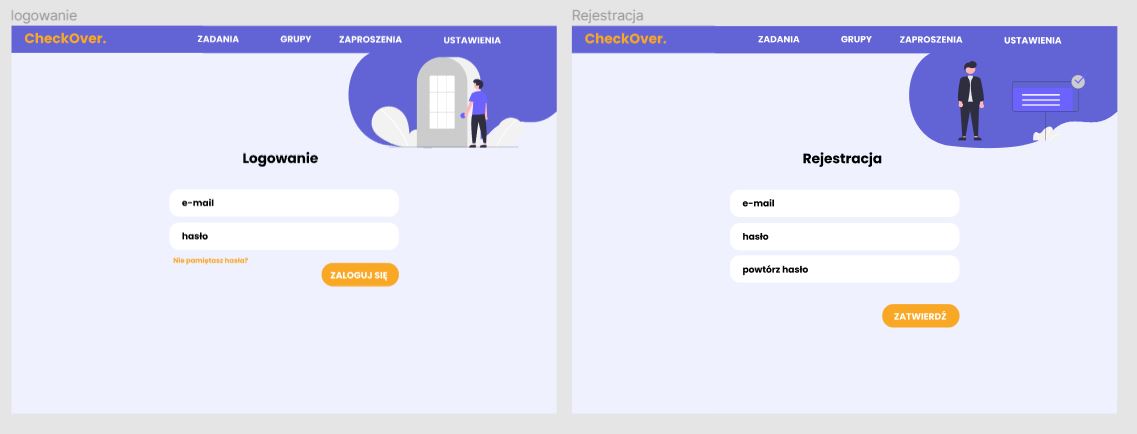 logowanie
CheckOver. ZADANIA GRUPY ZAPROSZENIA USTAWIENIA
Logowanie
e-mail
hasło
Nie pamiętasz hasła?
ZALOGUJ SIĘ
Rejestracja
CheckOver. ZADANIA GRUPY ZAPROSZENIA USTAWIENIA
Rejestracja
e-mail
hasło
powtórz hasło
ZATWIERDŹ